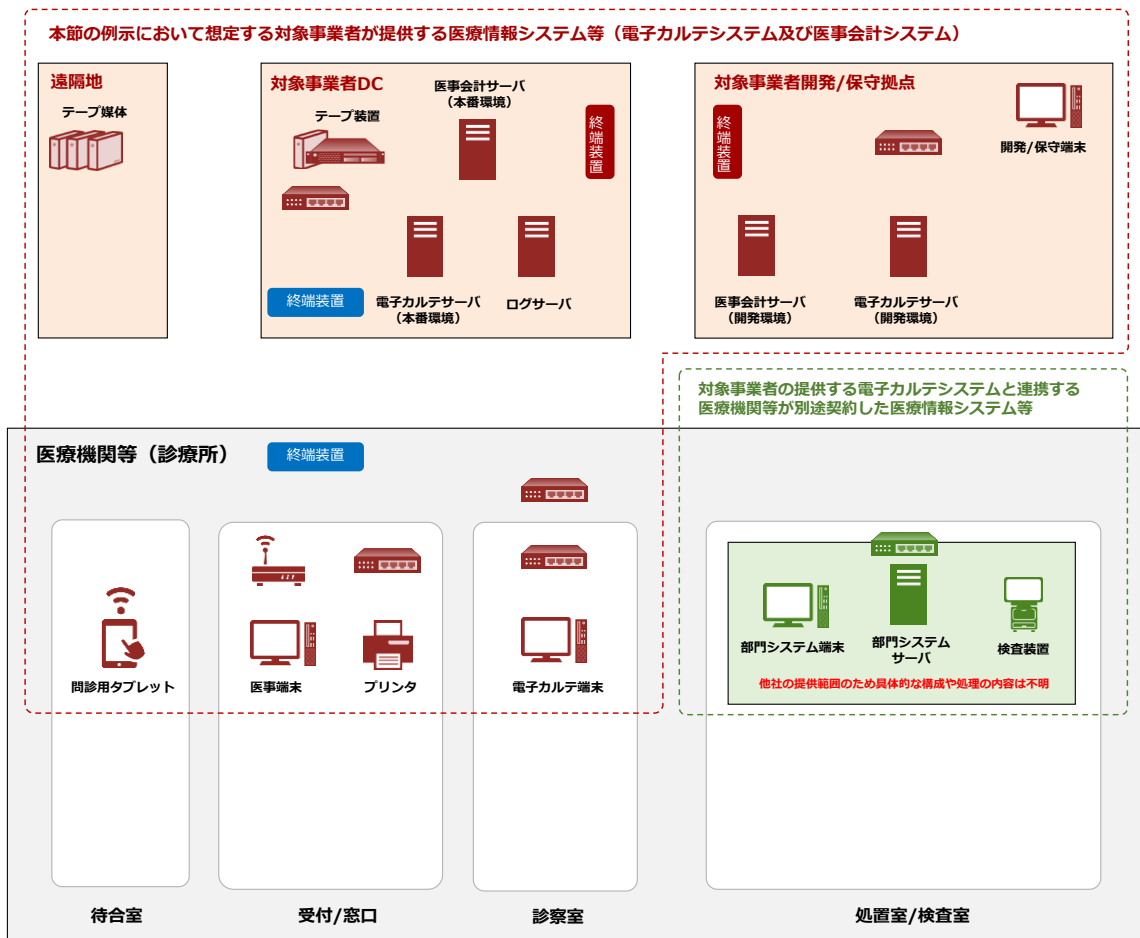 本節の例示において想定する対象事業者が提供する医療情報システム等（電子カルテシステム及び医事会計システム）
遠隔地
テープ媒体
対象事業者DC
テープ装置
医事会計サーバ
（本番環境）
終端装置
終端装置
電子カルテサーバ
（本番環境）
ログサーバ
対象事業者開発/保守拠点
終端装置
開発/保守端末
医事会計サーバ
（開発環境）
電子カルテサーバ
（開発環境）
対象事業者の提供する電子カルテシステムと連携する
医療機関等が別途契約した医療情報システム等
医療機関等（診療所）
終端装置
問診用タブレット
医事端末
プリンタ
電子カルテ端末
部門システム端末
部門システム
サーバ
検査装置
他社の提供範囲のため具体的な構成や処理の内容は不明
待合室
受付/窓口
診察室
処置室/検査室